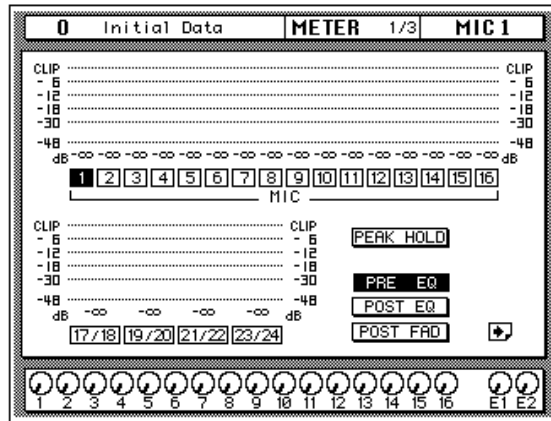 0 Initial Data METER 1/3 MIC 1
CLIP CLIP
- 6 - 6
-12 -12
-18 -18
-30 -30
-48 -48
dB -∞ -∞ -∞ -∞ -∞ -∞ -∞ -∞ -∞ -∞ -∞ -∞ -∞ -∞ -∞ -∞ dB
1 2 3 4 5 6 7 8 9 10 11 12 13 14 15 16
MIC
CLIP CLIP
- 6 - 6 PEAK HOLD
-12 -12
-18 -18
-30 -30 PRE EQ
-48 -48 POST EQ
dB -∞ -∞ -∞ -∞ dB
17/18 19/20 21/22 23/24 POST FAD
1 2 3 4 5 6 7 8 9 10 11 12 13 14 15 16 E1 E2